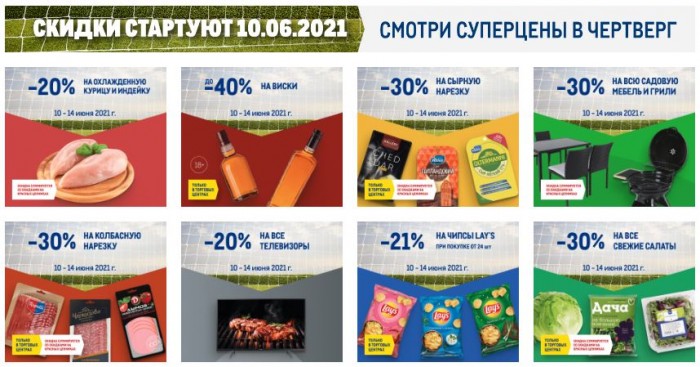 СКИДКИ СТАРТУЮТ 10.06.2021
СМОТРИ СУПЕРЦЕНЫ В ЧЕРТВЕРГ
-20% НА ОХЛАЖДЕННУЮ
КУРИЦУ И ИНДЕЙКУ
10 - 14 июня 2021 г.
ДО -40% НА ВИСКИ
10 - 14 июня 2021 г.
18+
ТОЛЬКО
В ТОРГОВЫХ
ЦЕНТРАХ
-30% НА СЫРНУЮ
НАРЕЗКУ
10 - 14 июня 2021 г.
ТОЛЬКО
В ТОРГОВЫХ
ЦЕНТРАХ
-30% НА ВСЮ САДОВУЮ
МЕБЕЛЬ И ГРИЛИ
10 - 14 июня 2021 г.
-30% НА КОЛБАСНУЮ
НАРЕЗКУ
10 - 14 июня 2021 г.
ТОЛЬКО
В ТОРГОВЫХ
ЦЕНТРАХ
-20% НА ВСЕ
ТЕЛЕВИЗОРЫ
10 - 14 июня 2021 г.
-21% НА ЧИПСЫ LAY'S
ПРИ ПОКУПКЕ ОТ 24 шт
10 - 14 июня 2021 г.
Lay's
Lay's
Lay's
ТОЛЬКО
В ТОРГОВЫХ
ЦЕНТРАХ
-30% НА ВСЕ
СВЕЖИЕ САЛАТЫ
10 - 14 июня 2021 г.
Дача
ТОЛЬКО
В ТОРГОВЫХ
ЦЕНТРАХ